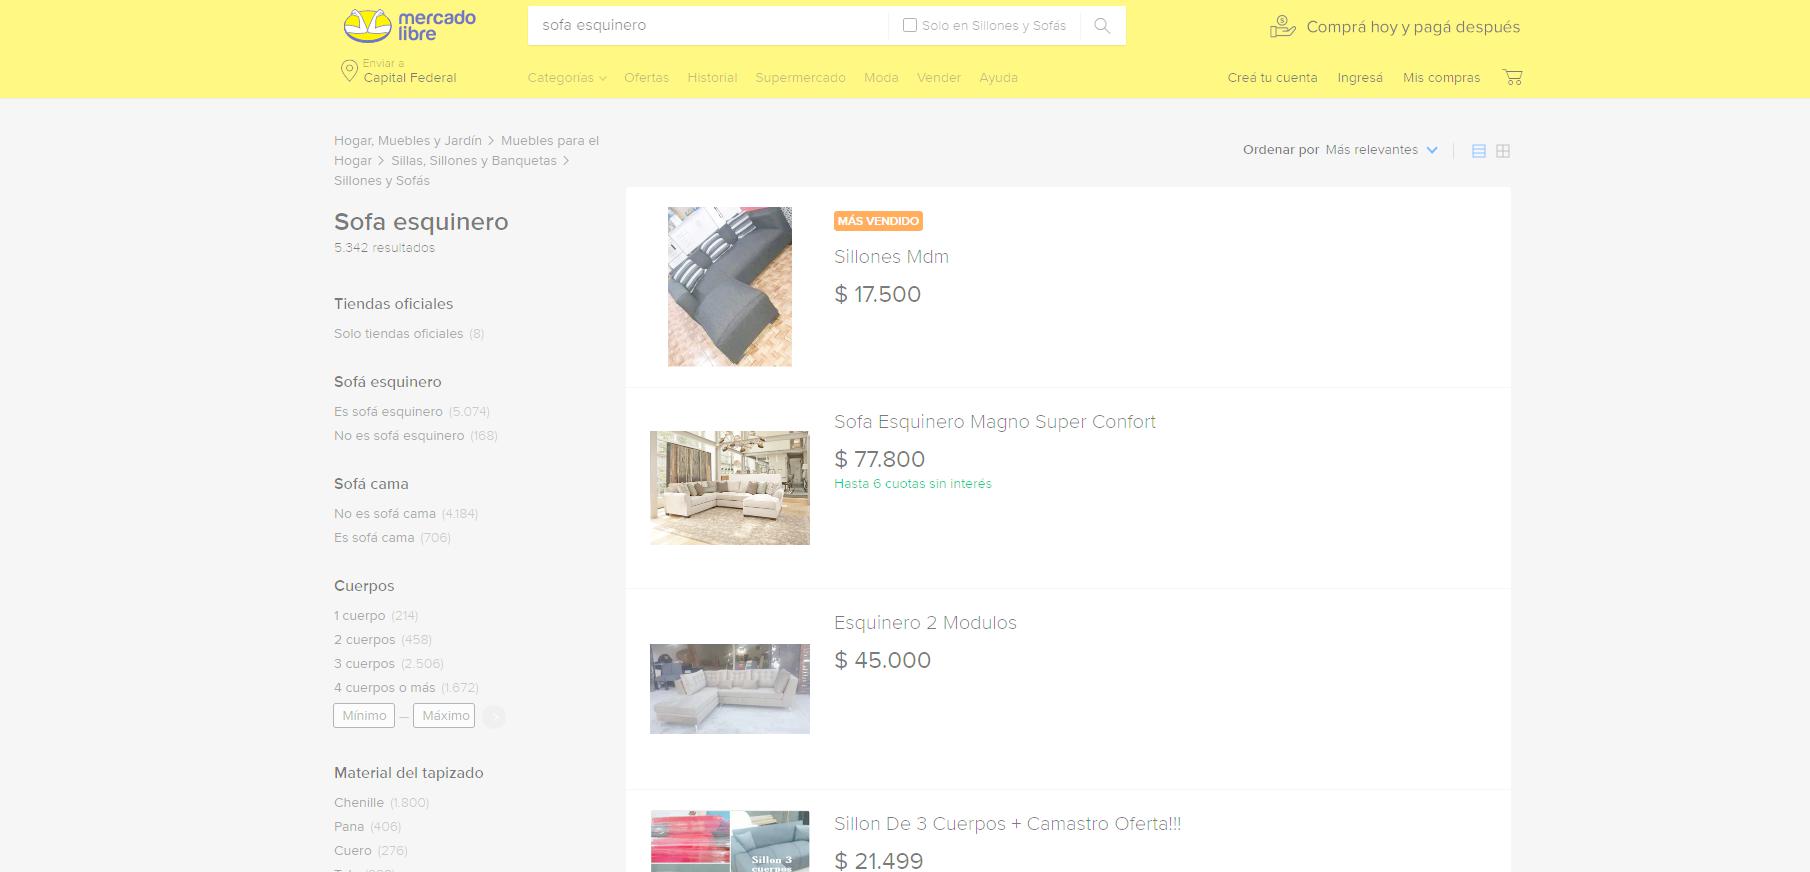 mercado
libre
sofa esquinero
Solo en Sillones y Sofás
Comprá hoy y pagá después
Enviar a
Capital Federal
Categorías Ofertas Historial Supermercado Moda Vender Ayuda
Creá tu cuenta Ingresá Mis compras
Hogar, Muebles y Jardín > Muebles para el
Hogar > Sillas, Sillones y Banquetas >
Sillones y Sofás
Sofa esquinero
5.342 resultados
Tiendas oficiales
Solo tiendas oficiales (8)
Sofá esquinero
Es sofá esquinero (5.074)
No es sofá esquinero (168)
Sofá cama
No es sofá cama (4.184)
Es sofá cama (706)
Cuerpos
1 cuerpo (214)
2 cuerpos (458)
3 cuerpos (2.506)
4 cuerpos o más (1.672)
Mínimo — Máximo
Material del tapizado
Chenille (1.800)
Pana (406)
Cuero (276)
Ordenar por Más relevantes
MÁS VENDIDO
Sillones Mdm
$ 17.500
Sofa Esquinero Magno Super Confort
$ 77.800
Hasta 6 cuotas sin interés
Esquinero 2 Modulos
$ 45.000
Sillon De 3 Cuerpos + Camastro Oferta!!!
$ 21.499
Sillon 3
cuerpos